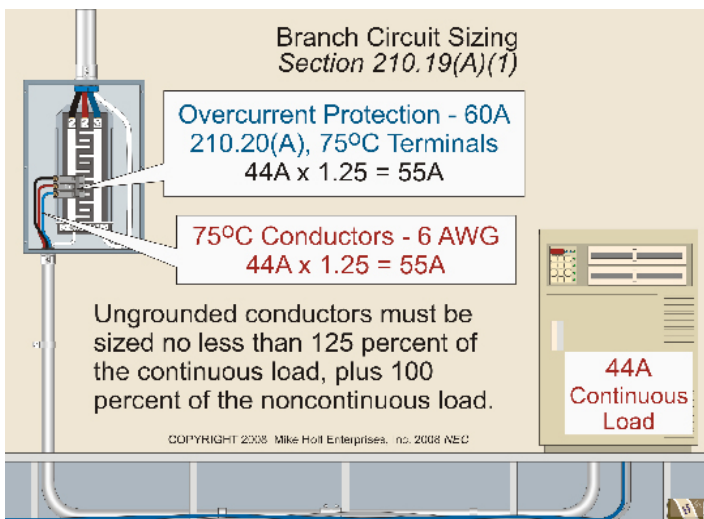 Branch Circuit Sizing
Section 210.19(A)(1)
Overcurrent Protection - 60A
210.20(A), 75ºC Terminals
44A x 1.25 = 55A
75ºC Conductors - 6 AWG
44A x 1.25 = 55A
Ungrounded conductors must be
sized no less than 125 percent of
the continuous load, plus 100
percent of the noncontinuous load.
44A
Continuous
Load
COPYRIGHT 2008 Mike Holt Enterprises, Inc. 2008 NEC